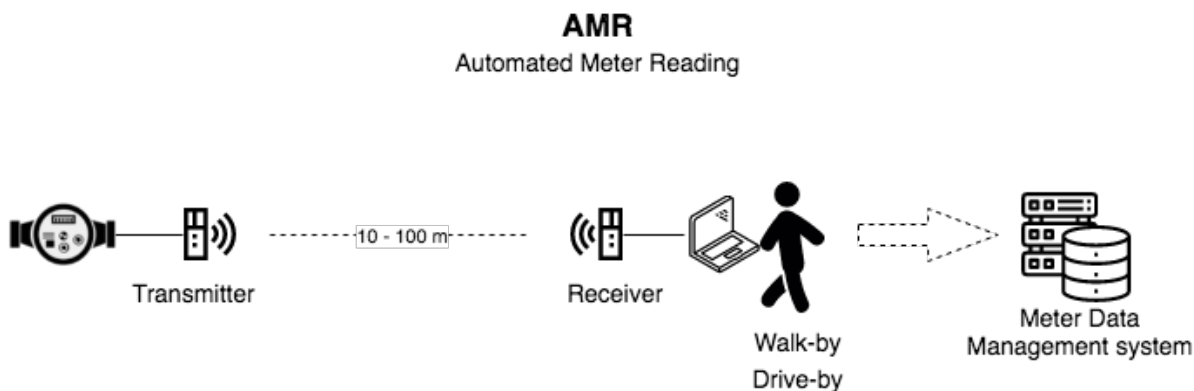 AMR
Automated Meter Reading
10 - 100 m
Transmitter
Receiver
Walk-by
Drive-by
Meter Data
Management system